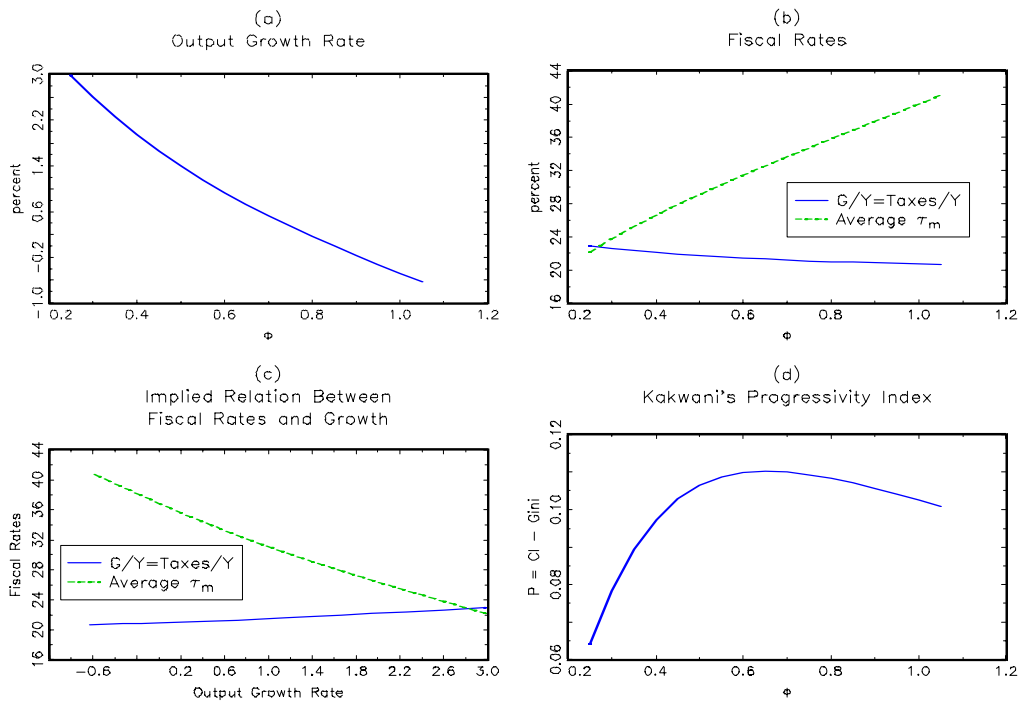 (a)
Output Growth Rate
percent
3.0
2.2
1.4
0.6
-0.2
-1.0
0.2 0.4 0.6 0.8 1.0 1.2
Φ
(b)
Fiscal Rates
percent
44
40
36
32
28
24
20
16
G/Y=Taxes/Y
Average τm
0.2 0.4 0.6 0.8 1.0 1.2
Φ
(c)
Implied Relation Between
Fiscal Rates and Growth
Fiscal Rates
44
40
36
32
28
24
20
16
G/Y=Taxes/Y
Average τm
-0.6 0.2 0.6 1.0 1.4 1.8 2.2 2.6 3.0
Output Growth Rate
(d)
Kakwani's Progressivity Index
P = CI - Gini
0.12
0.10
0.08
0.06
0.2 0.4 0.6 0.8 1.0 1.2
Φ